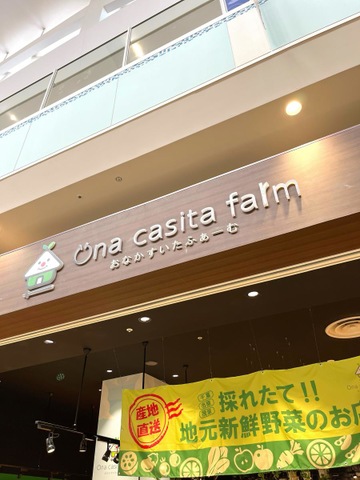 Una casita farm
おなかすいたふぁーむ
産地
直送
採れたて!!
地元新鮮野菜のお店